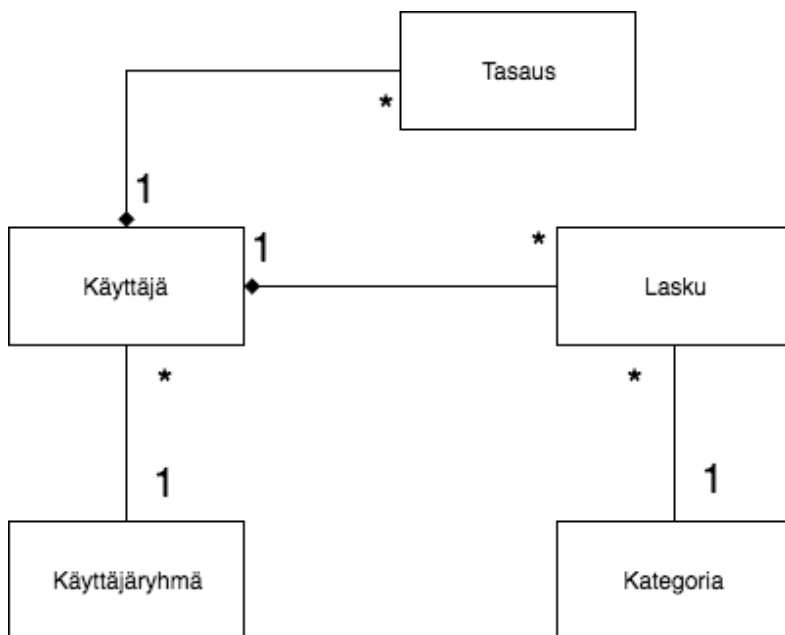 Tasaus
*
1
Käyttäjä
1
*
Lasku
*
*
1
1
Käyttäjäryhmä
Kategoria